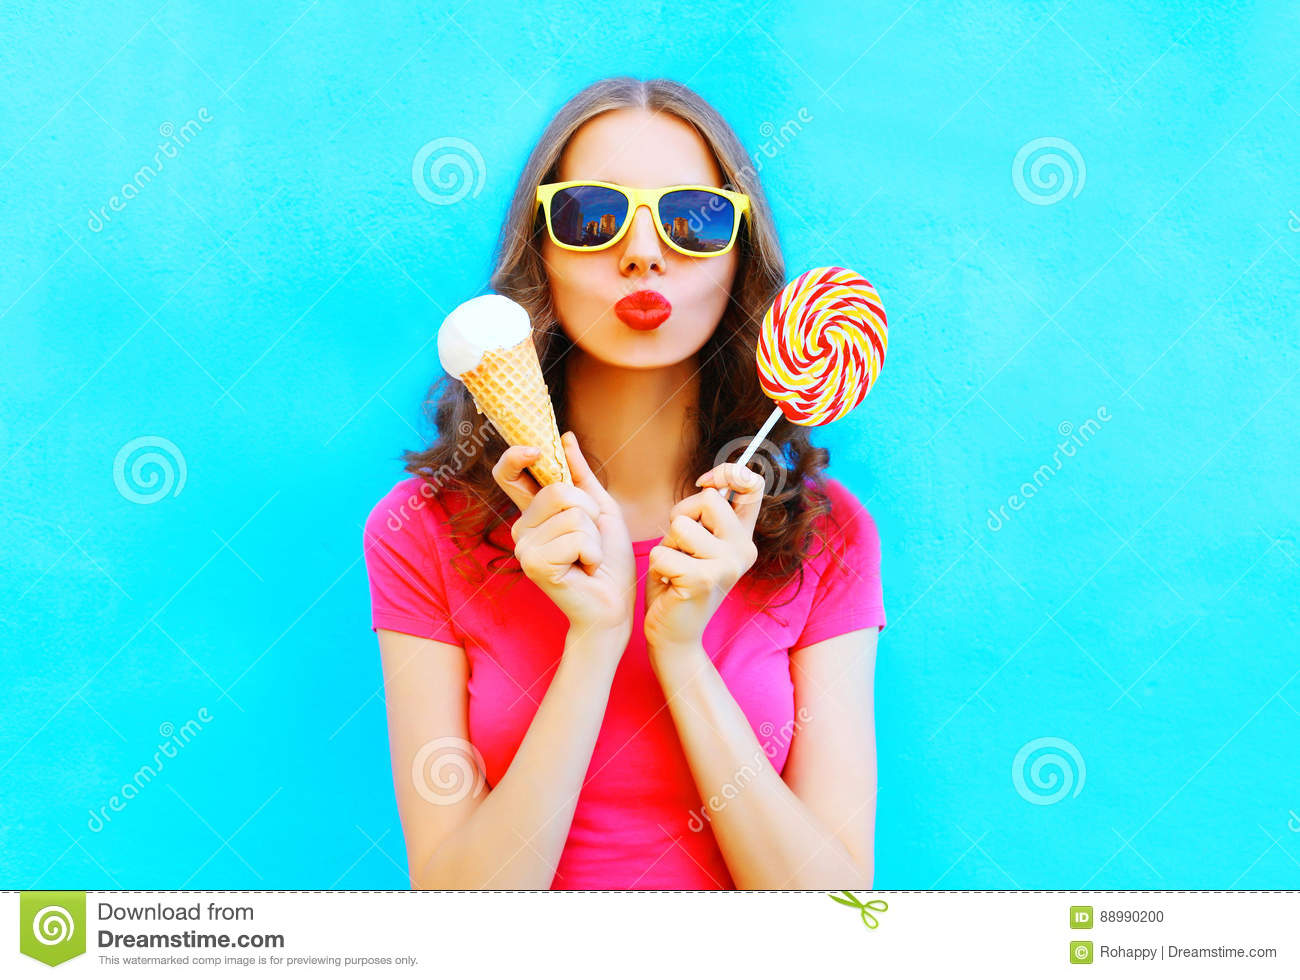 dreamstime
dreamstime
dreamstime
dreamstime
dreamstime
Download from
Dreamstime.com
This watermarked comp image is for previewing purposes only.
ID 88990200
© Rohappy | Dreamstime.com